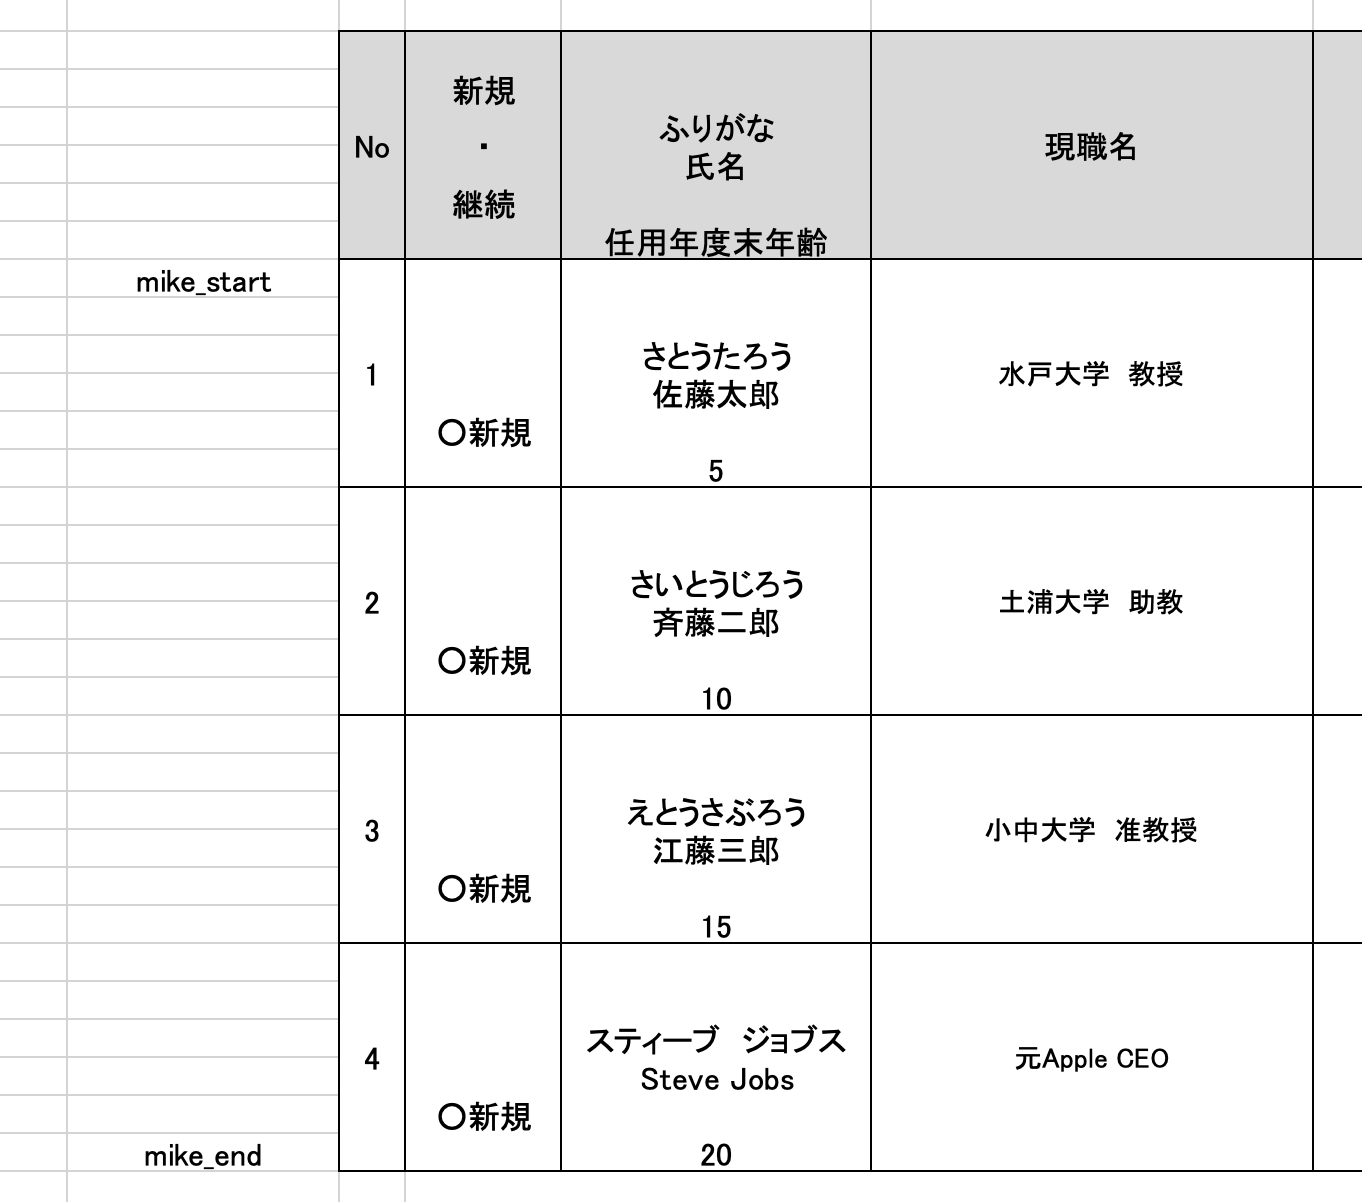 No
新規
・
継続
ふりがな
氏名
任用年度末年齢
現職名
mike_start
1
〇新規
さとうたろう
佐藤太郎
5
水戸大学　教授
2
〇新規
さいとうじろう
斉藤二郎
10
土浦大学　助教
3
〇新規
えとうさぶろう
江藤三郎
15
小中大学　准教授
4
〇新規
スティーブ　ジョブス
Steve Jobs
20
元Apple CEO
mike_end